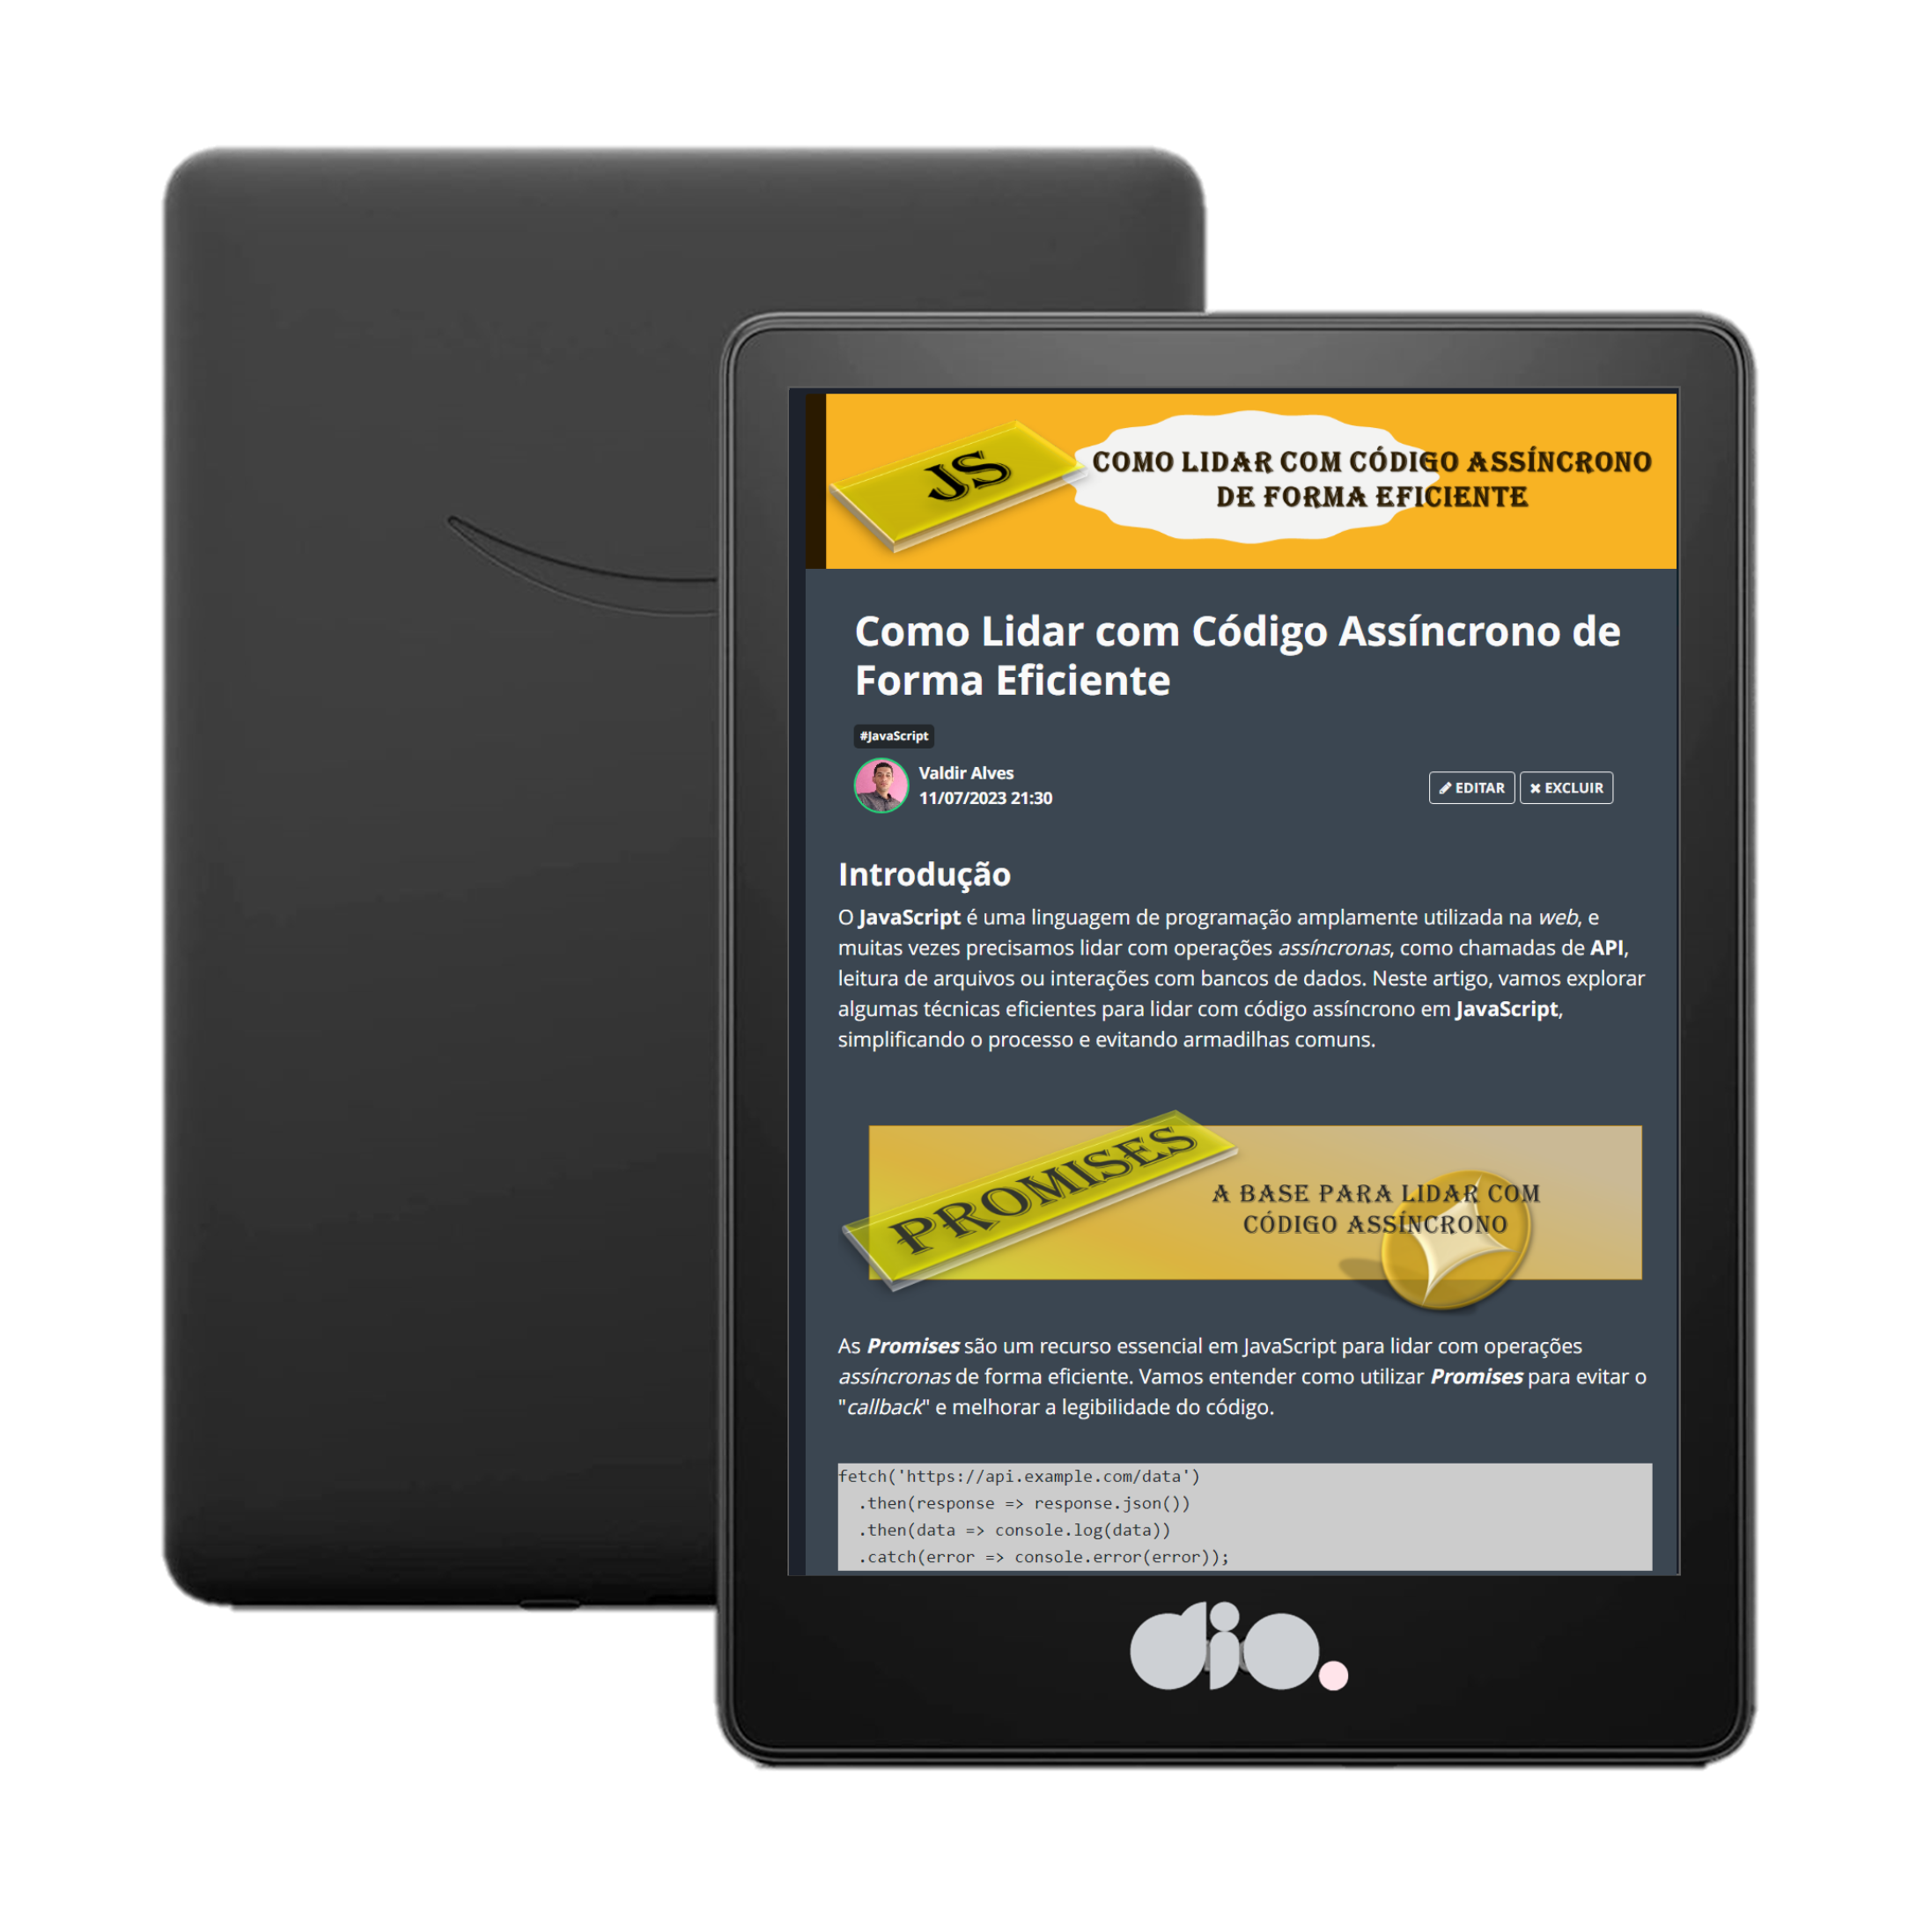 JS
COMO LIDAR COM CÓDIGO ASSÍNCRONO
DE FORMA EFICIENTE
Como Lidar com Código Assíncrono de
Forma Eficiente
#JavaScript
Valdir Alves
11/07/2023 21:30
EDITAR EXCLUIR
Introdução
O JavaScript é uma linguagem de programação amplamente utilizada na web, e
muitas vezes precisamos lidar com operações assíncronas, como chamadas de API,
leitura de arquivos ou interações com bancos de dados. Neste artigo, vamos explorar
algumas técnicas eficientes para lidar com código assíncrono em JavaScript,
simplificando o processo e evitando armadilhas comuns.
PROMISES
A BASE PARA LIDAR COM
CÓDIGO ASSÍNCRONO
As Promises são um recurso essencial em JavaScript para lidar com operações
assíncronas de forma eficiente. Vamos entender como utilizar Promises para evitar o
"callback" e melhorar a legibilidade do código.
fetch('https://api.example.com/data')
  .then(response => response.json())
  .then(data => console.log(data))
  .catch(error => console.error(error));
dio.